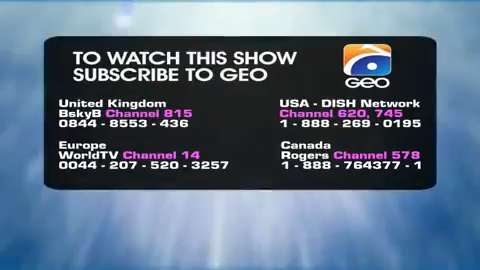 TO WATCH THIS SHOW
SUBSCRIBE TO GEO
GEO
United Kingdom
BskyB Channel 815
0844 - 8553 - 436
USA - DISH Network
Channel 620, 745
1 - 888 - 269 - 0195
Europe
WorldTV Channel 14
0044 - 207 - 520 - 3257
Canada
Rogers Channel 578
1 - 888 - 764377 - 1